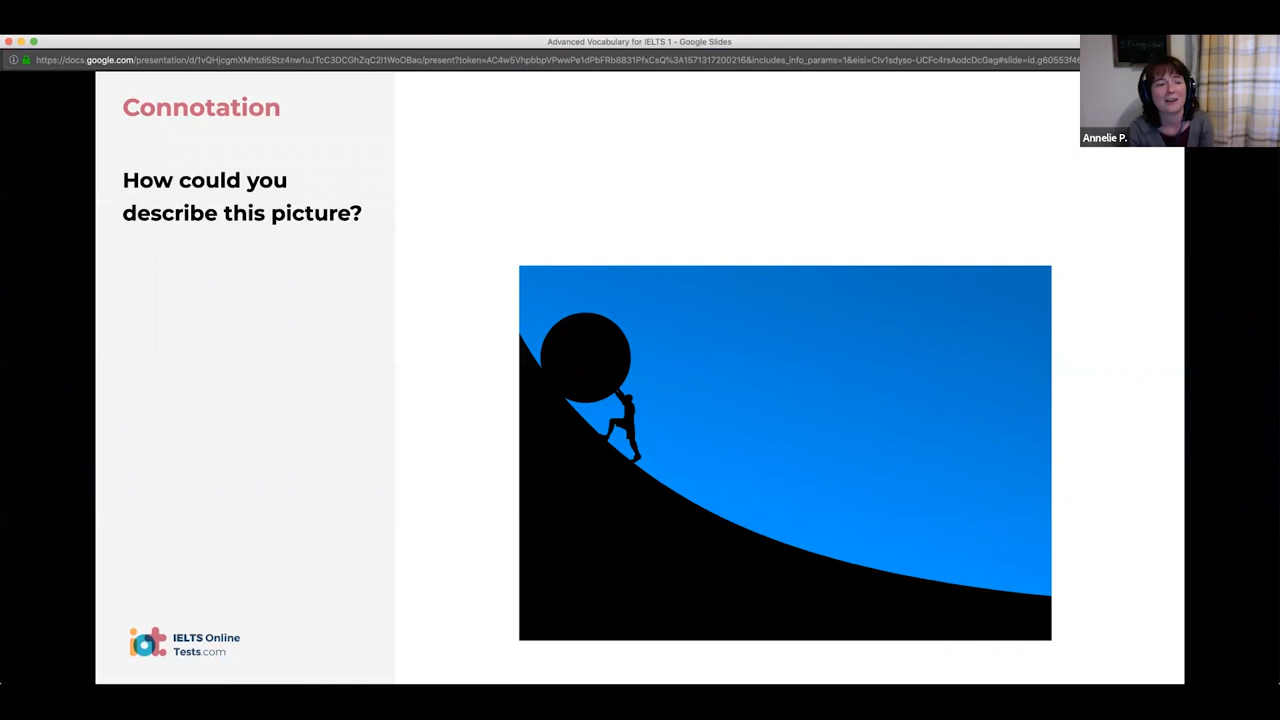 Advanced Vocabulary for IELTS 1 - Google Slides
Annelie P.
Connotation
How could you
describe this picture?
iot
IELTS Online
Tests.com